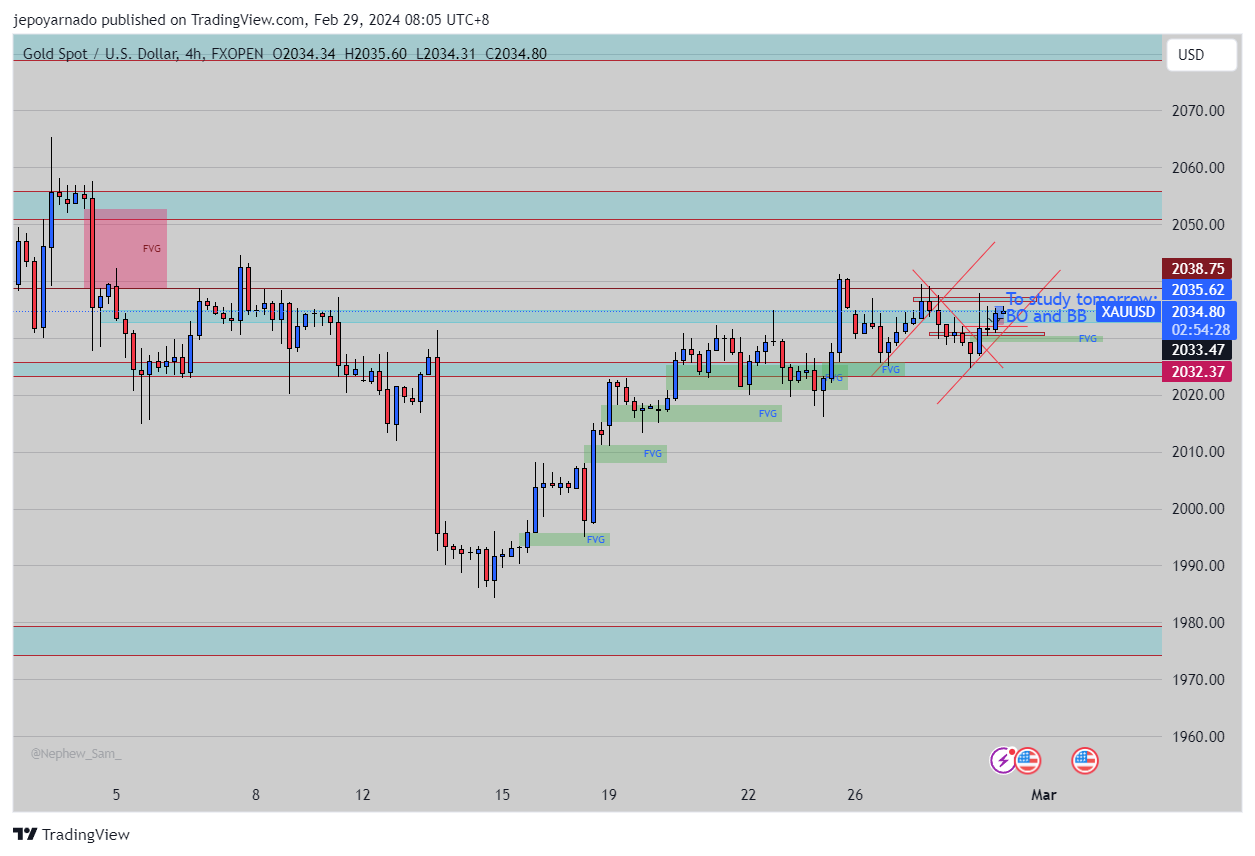 jepoyarnado published on TradingView.com, Feb 29, 2024 08:05 UTC+8
Gold Spot / U.S. Dollar, 4h, FXOPEN O2034.34 H2035.60 L2034.31 C2034.80
USD
2070.00
2060.00
2050.00
FVG
2038.75
2035.62
To study tomorrow:
BO and BB
XAUUSD
2034.80
02:54:28
FVG
2033.47
FVG
2032.37
FVG
2020.00
FVG
2010.00
FVG
2000.00
FVG
1990.00
1980.00
1970.00
1960.00
@Nephew_Sam_
5
8
12
15
19
22
26
Mar
TradingView